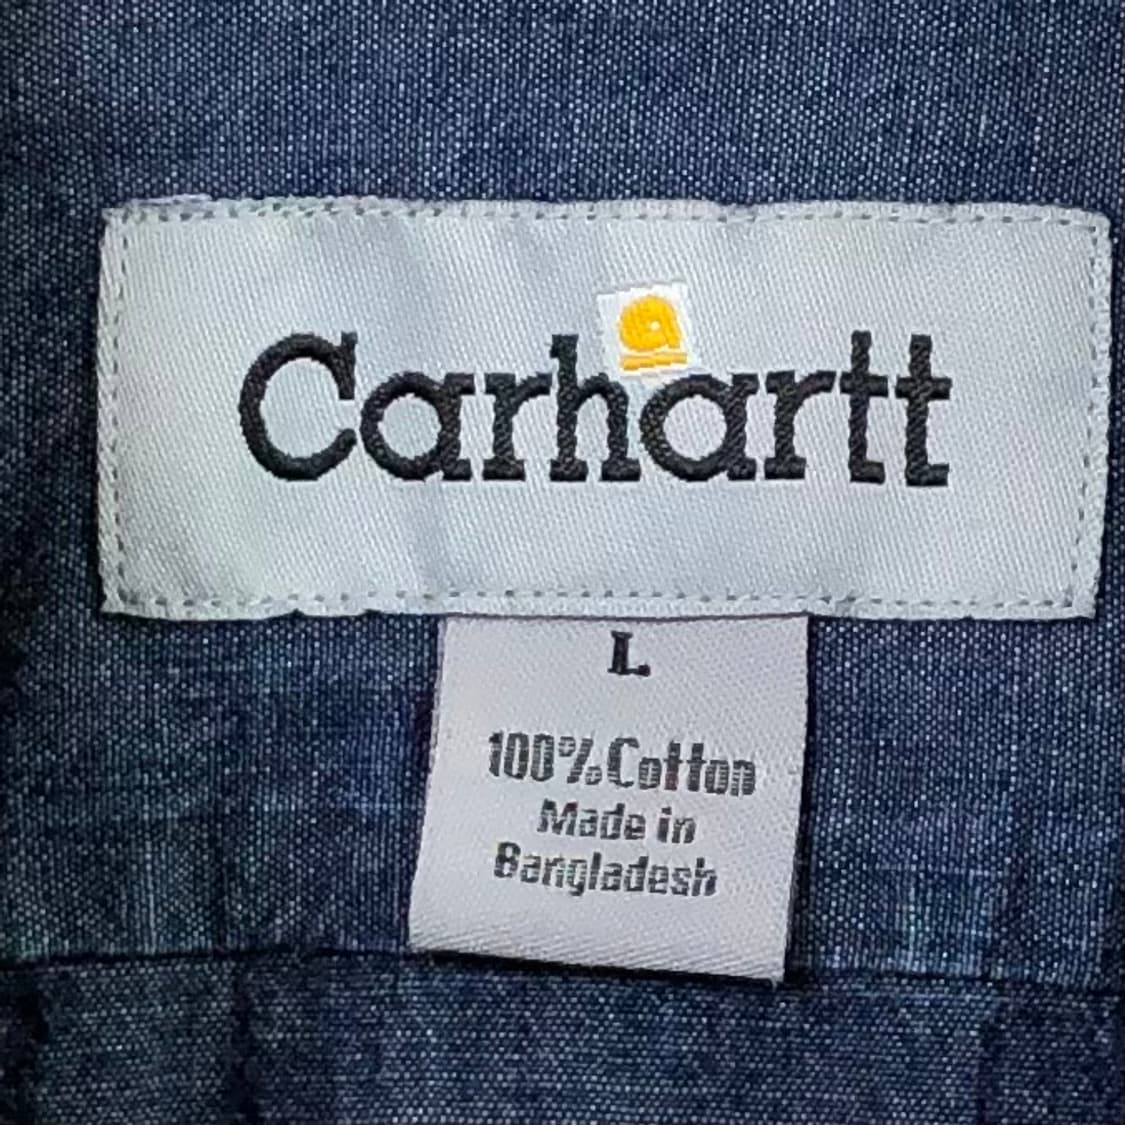 Carhartt
L
100% Cotton
Made in
Bangladesh